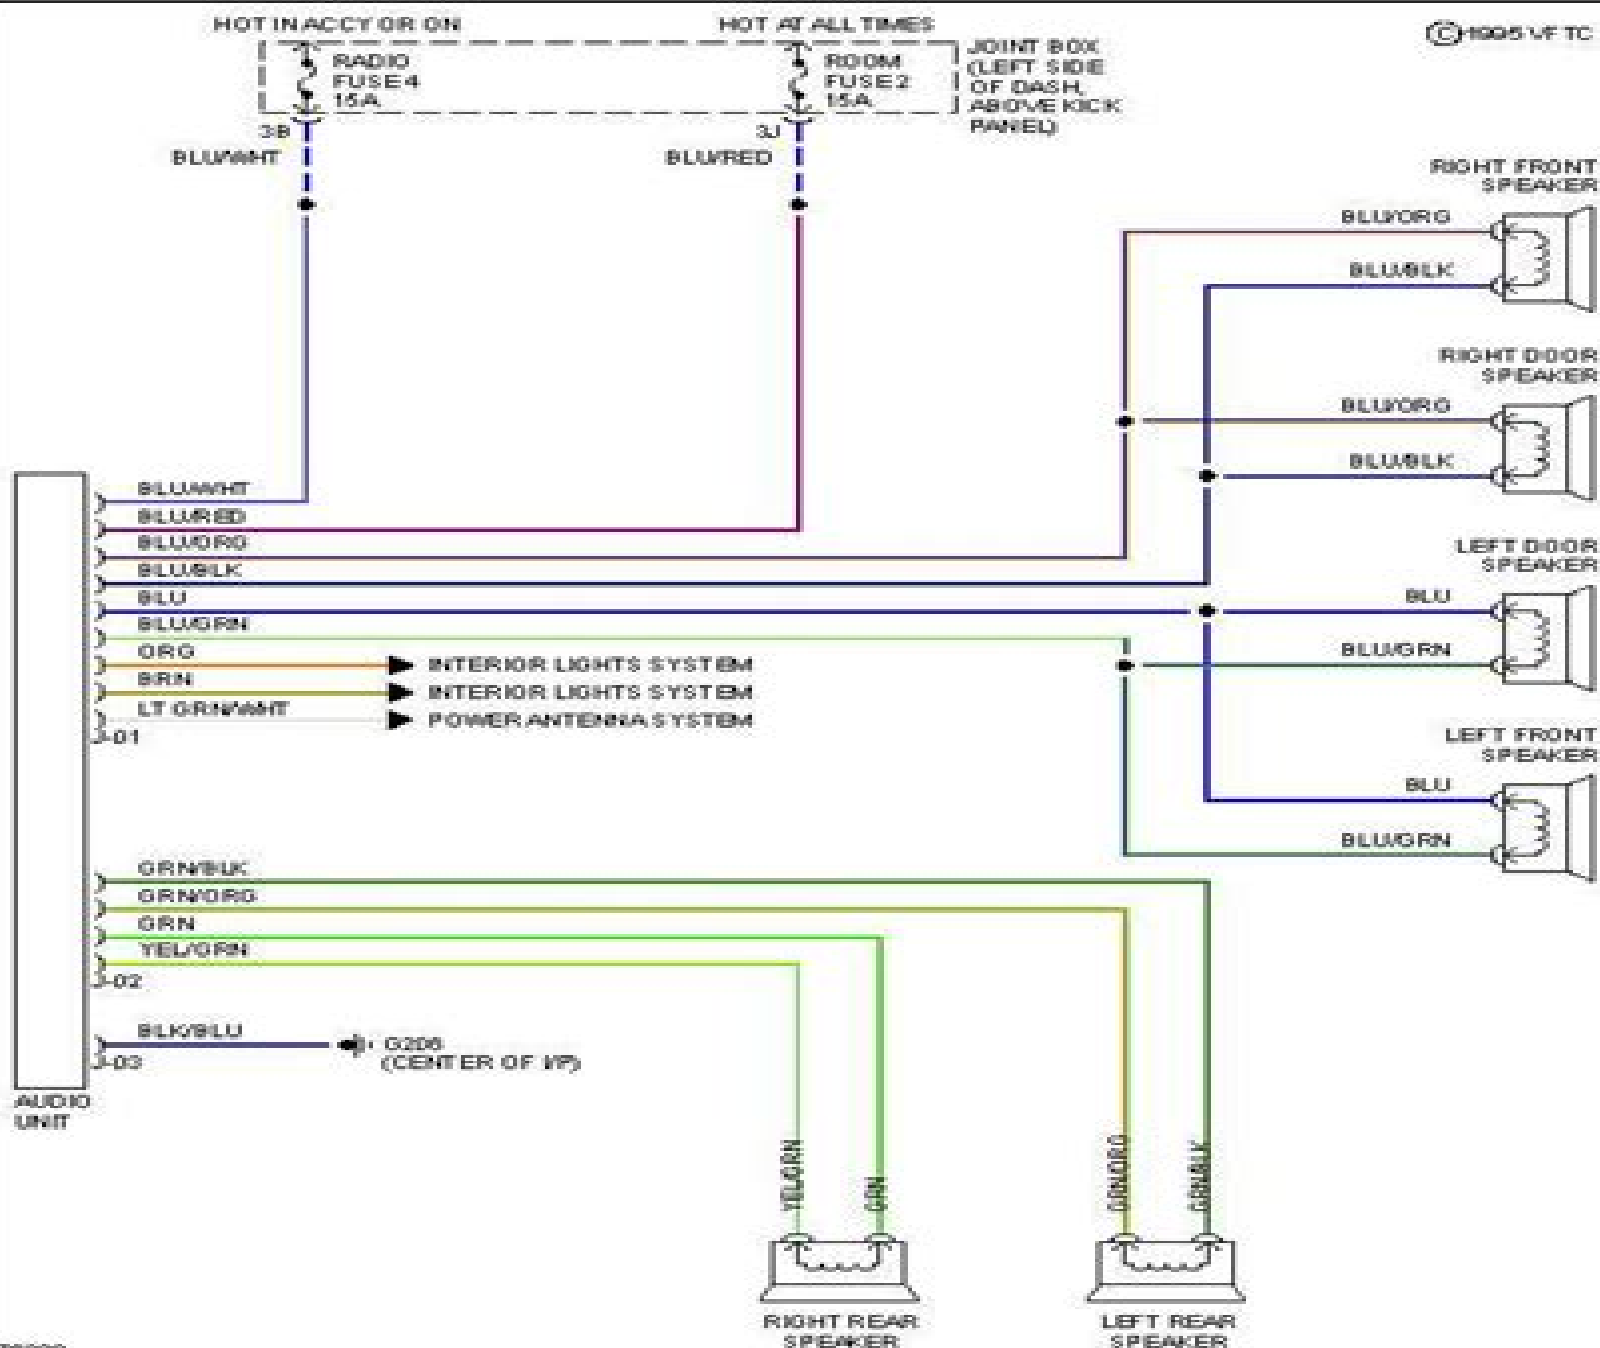 HOT IN ACCY OR ON
HOT AT ALL TIMES
RADIO
FUSE 4
15A
ROOM
FUSE 2
15A
JOINT BOX
(LEFT SIDE
OF DASH,
ABOVE KICK
PANEL)
3B
3J
BLU/WHT
BLU/RED
RIGHT FRONT
SPEAKER
BLU/ORG
BLU/BLK
RIGHT DOOR
SPEAKER
BLU/ORG
BLU/BLK
LEFT DOOR
SPEAKER
BLU
BLU/GRN
LEFT FRONT
SPEAKER
BLU
BLU/GRN
BLU/WHT
BLU/RED
BLU/ORG
BLU/BLK
BLU
BLU/GRN
ORG
INTERIOR LIGHTS SYSTEM
BRN
INTERIOR LIGHTS SYSTEM
LT GRN/WHT
POWER ANTENNA SYSTEM
J-01
GRN/BLK
GRN/ORG
GRN
YEL/GRN
J-02
BLK/BLU
J-03
G206
(CENTER OF I/P)
AUDIO
UNIT
YEL/GRN
GRN
GRN/ORG
GRN/BLK
RIGHT REAR
SPEAKER
LEFT REAR
SPEAKER